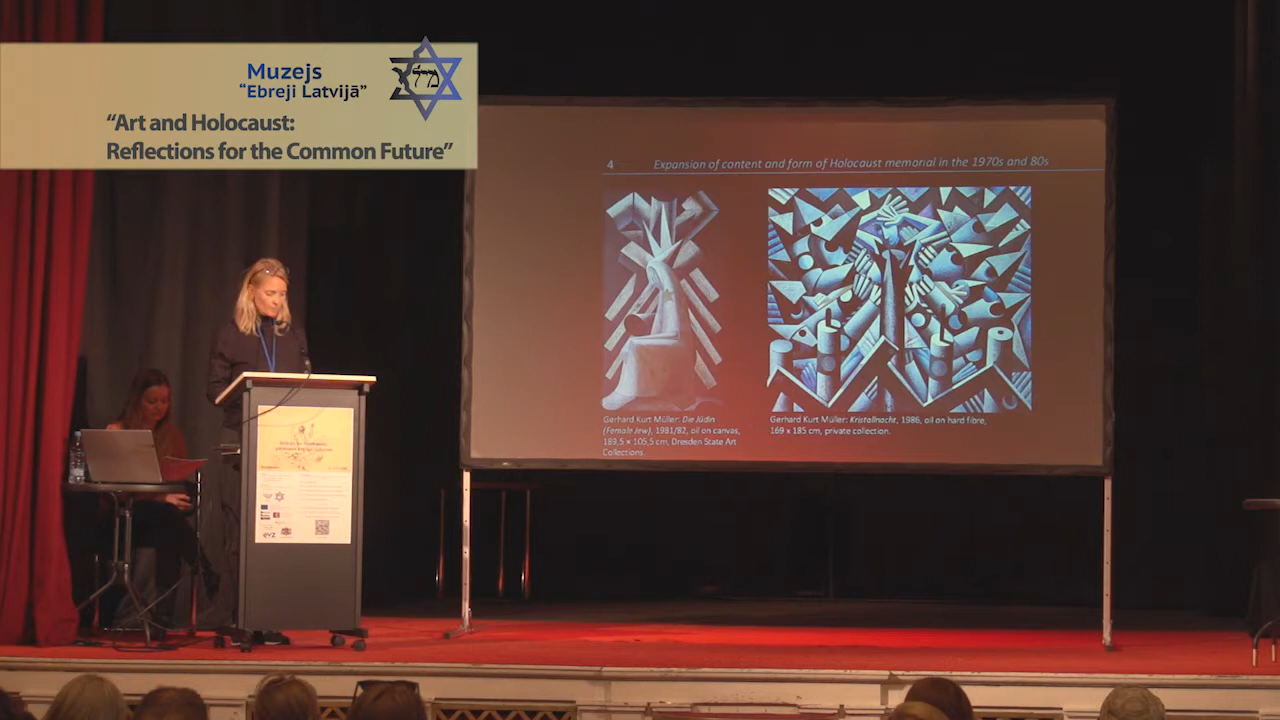 Muzejs
“Ebreji Latvijā”
“Art and Holocaust:
Reflections for the Common Future”
4 Expansion of content and form of Holocaust memorial in the 1970s and 80s
Gerhard Kurt Müller: Die Jüdin
(Female Jew), 1981/82, oil on canvas,
189,5 × 105,5 cm, Dresden State Art
Collections.
Gerhard Kurt Müller: Kristallnacht, 1986, oil on hard fibre,
169 x 185 cm, private collection.